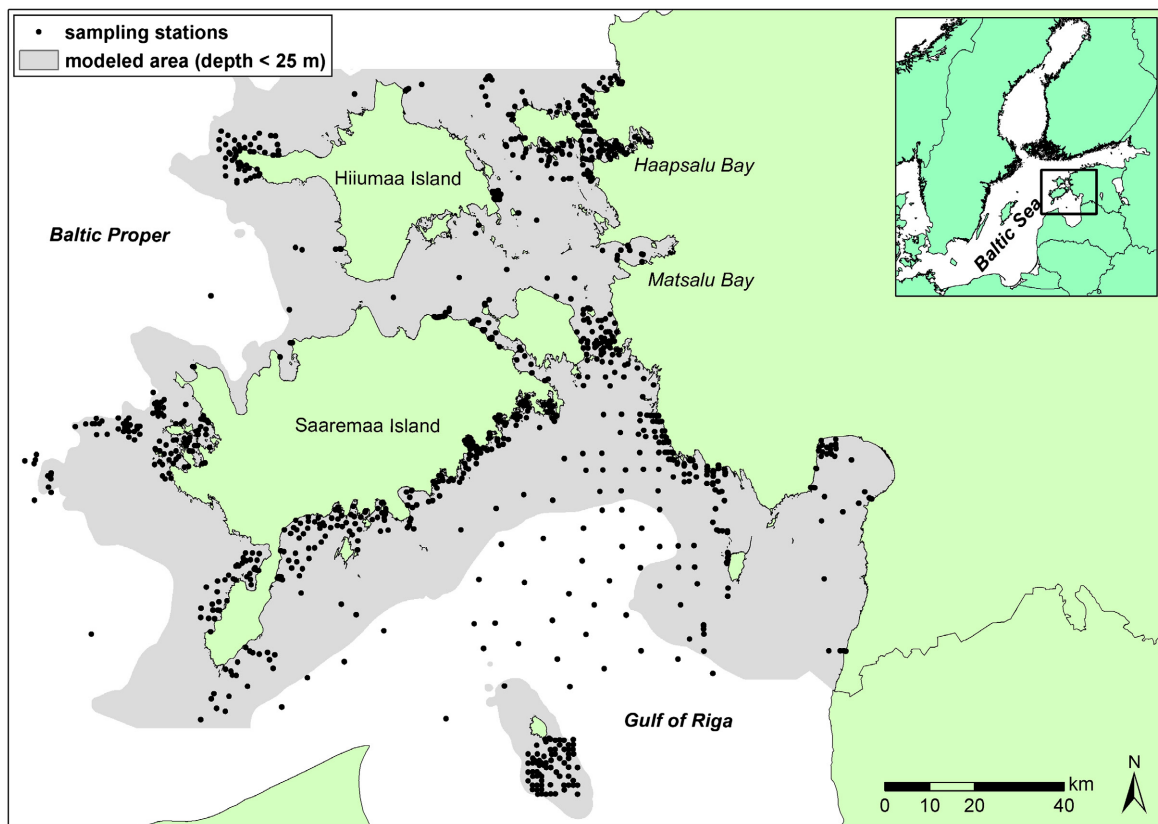 sampling stations
modeled area (depth < 25 m)
Baltic Sea
Haapsalu Bay
Hiiumaa Island
Baltic Proper
Matsalu Bay
Saaremaa Island
Gulf of Riga
N
km
0 10 20 40